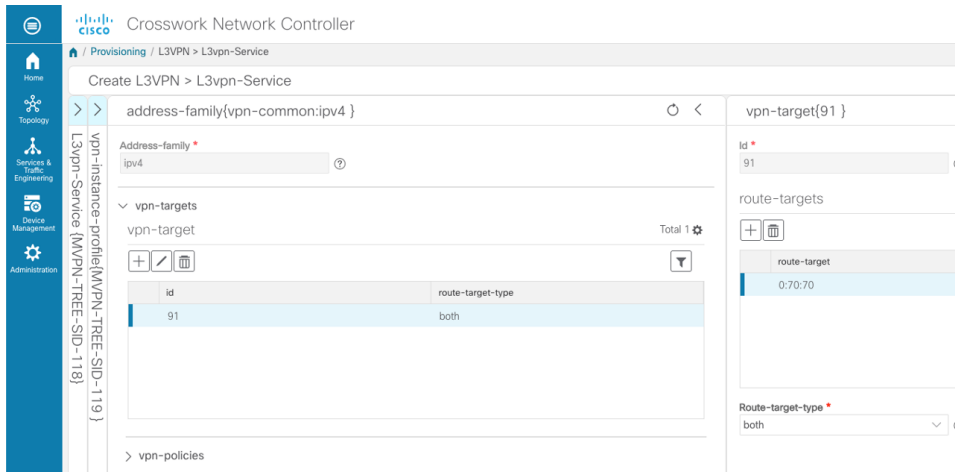 CISCO Crosswork Network Controller
/ Provisioning / L3VPN > L3vpn-Service
Create L3VPN > L3vpn-Service
Home
Topology
Services &
Traffic
Engineering
Device
Management
Administration
L3vpn-Service {MVPN-TREE-SID-118}
vpn-instance-profile{MVPN-TREE-SID-119 }
address-family{vpn-common:ipv4 }
Address-family *
ipv4
vpn-targets
vpn-target
Total 1
id route-target-type
91 both
vpn-policies
vpn-target{91 }
Id *
91
route-targets
route-target
0:70:70
Route-target-type *
both